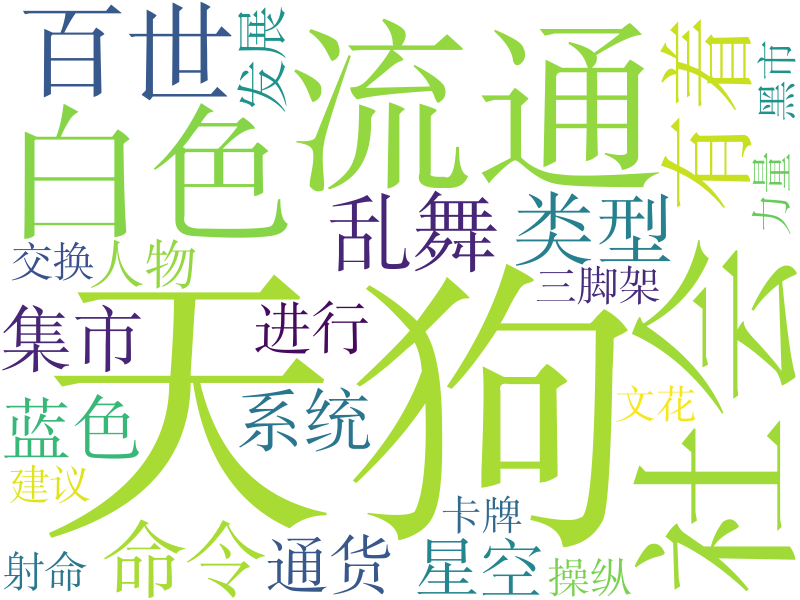 百世
发展
流通
有着
黑市
白色
力量
乱舞
类型
交换
人物
三脚架
社会
天狗
集市
进行
蓝色
系统
文花
建议
卡牌
射命
命令
通货
星空
操纵